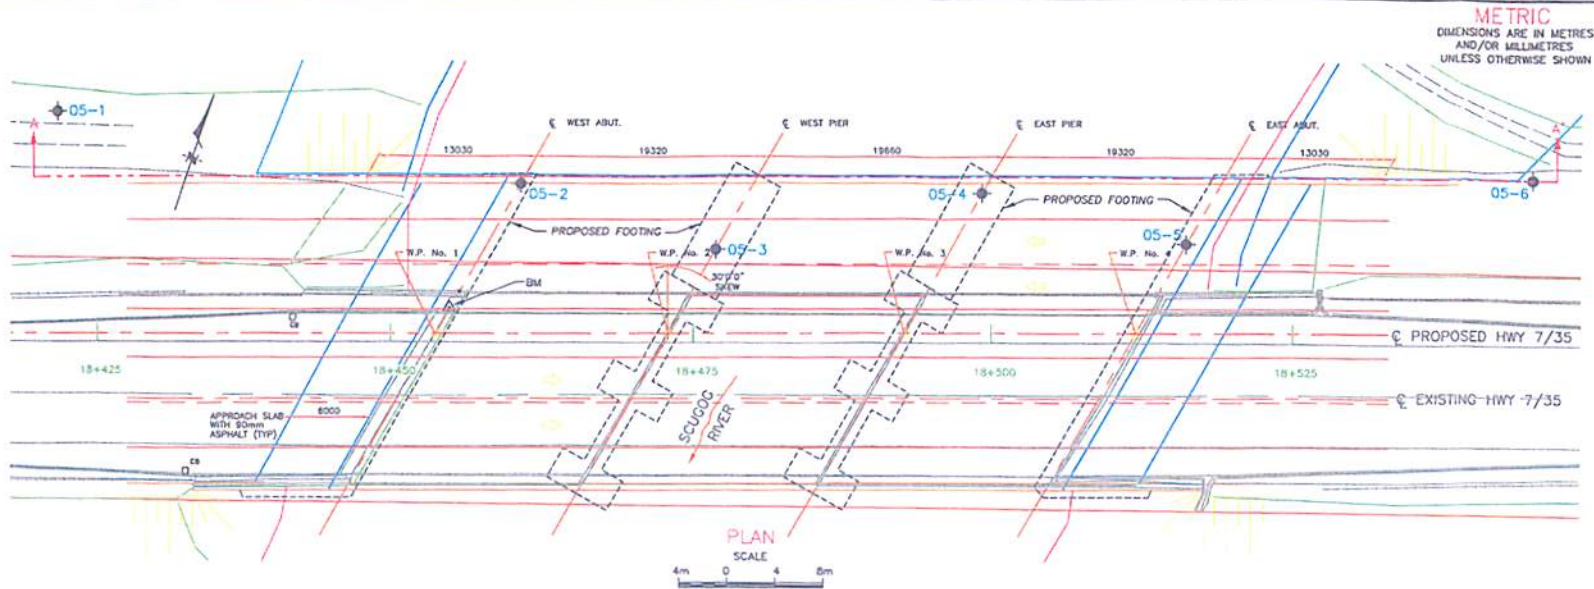 METRIC
DIMENSIONS ARE IN METRES
AND/OR MILLIMETRES
UNLESS OTHERWISE SHOWN
05-1
A
N
℄ WEST ABUT.
℄ WEST PIER
℄ EAST PIER
℄ EAST ABUT.
A'
13030
19320
19660
19320
13030
05-2
05-4
05-6
PROPOSED FOOTING
PROPOSED FOOTING
05-3
05-5
W.P. No. 1
W.P. No. 2
W.P. No. 3
W.P. No. 4
30°0'0"
SKEW
BM
CB
℄ PROPOSED HWY 7/35
18+425
18+450
18+475
18+500
18+525
℄ EXISTING HWY 7/35
APPROACH SLAB
WITH 90mm
ASPHALT (TYP)
6000
SCUGOG
RIVER
CB
PLAN
SCALE
4m 0 4 8m